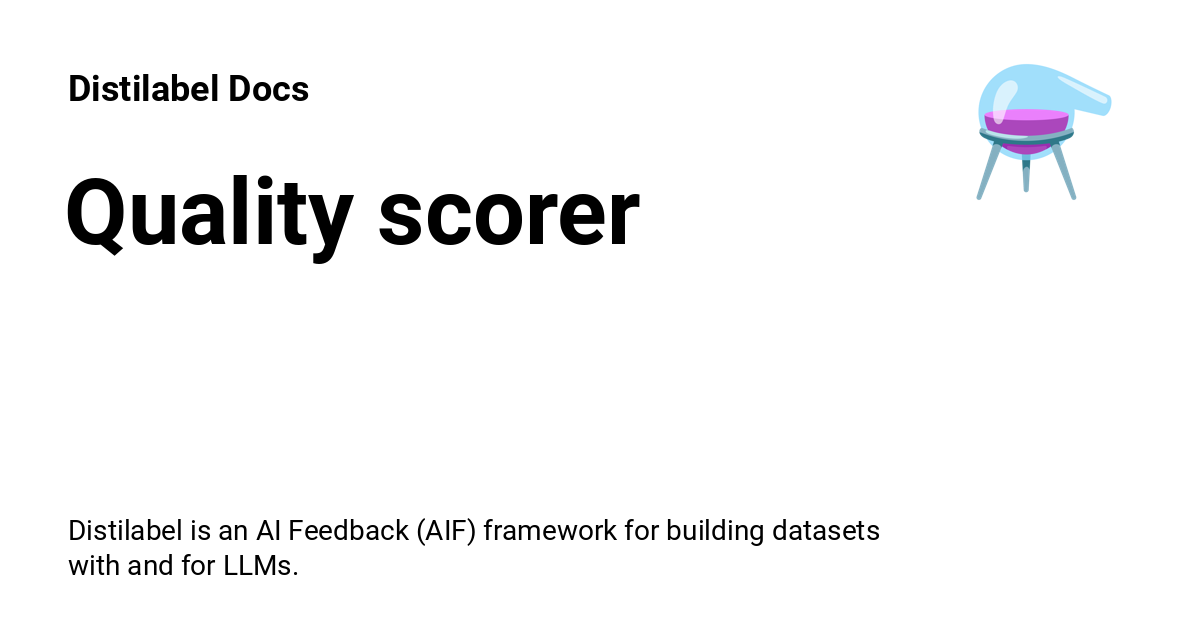 Distilabel Docs
Quality scorer
Distilabel is an AI Feedback (AIF) framework for building datasets
with and for LLMs.